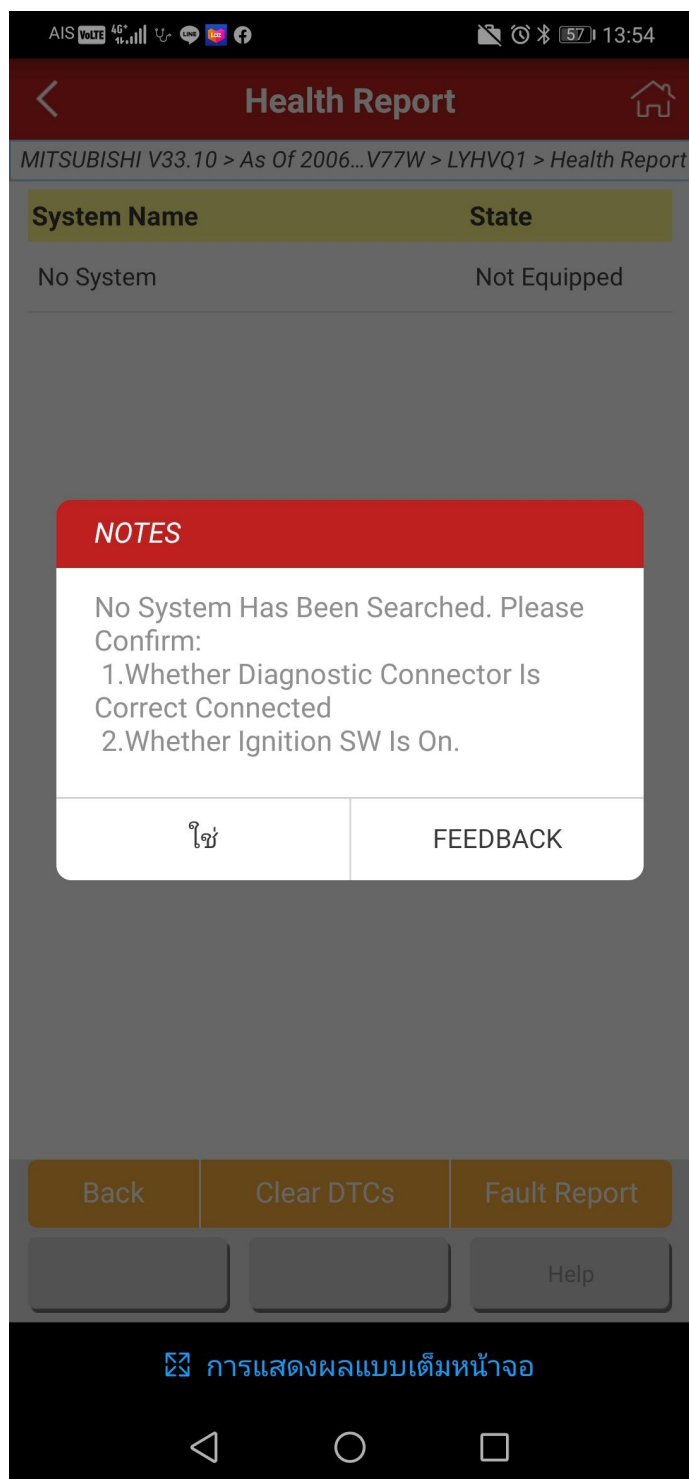 AIS VoLTE 4G+ 57 13:54
Health Report
MITSUBISHI V33.10 > As Of 2006...V77W > LYHVQ1 > Health Report
System Name State
No System Not Equipped
NOTES
No System Has Been Searched. Please
Confirm:
1.Whether Diagnostic Connector Is
Correct Connected
2.Whether Ignition SW Is On.
ใช่ FEEDBACK
Back Clear DTCs Fault Report
Help
การแสดงผลแบบเต็มหน้าจอ